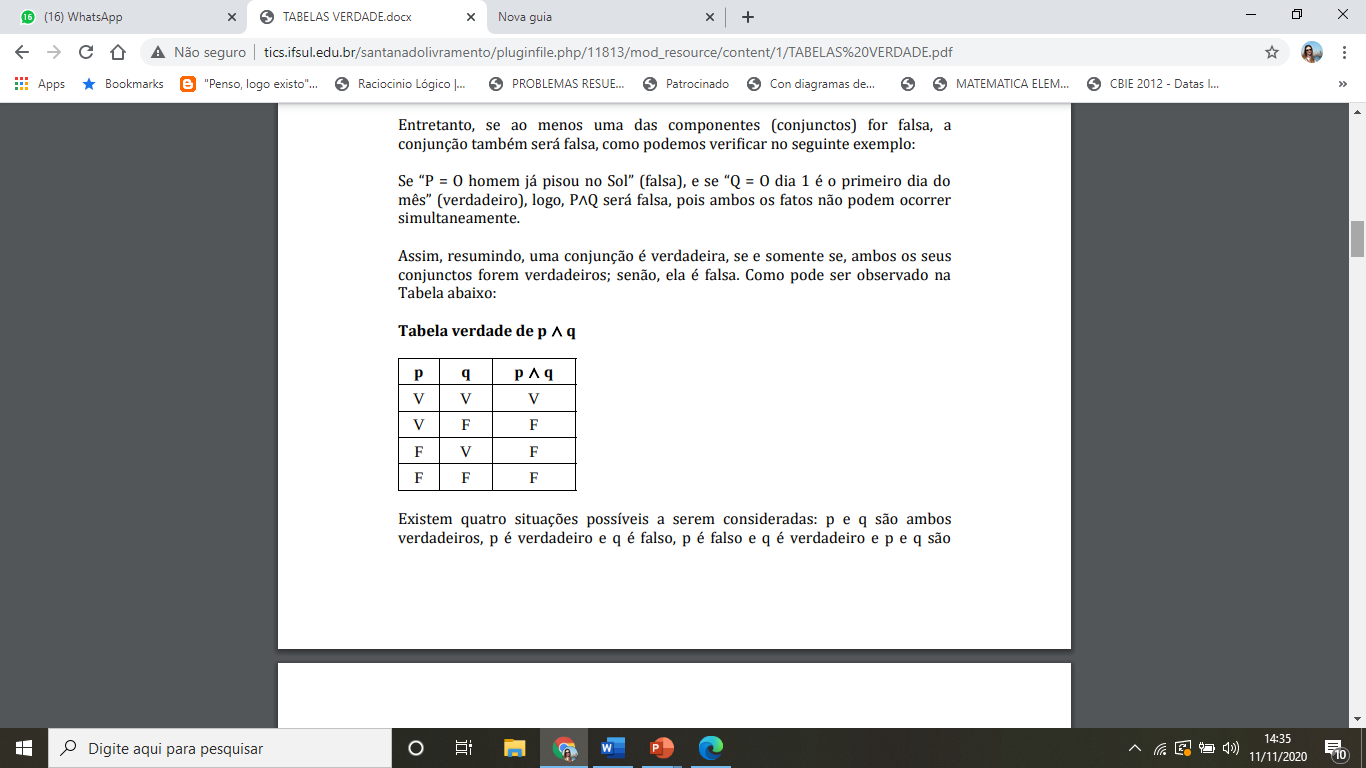 (16) WhatsApp
TABELAS VERDADE.docx
Nova guia
Não seguro | tics.ifsul.edu.br/santanadolivramento/pluginfile.php/11813/mod_resource/content/1/TABELAS%20VERDADE.pdf
Apps Bookmarks "Penso, logo existo"... Raciocinio Lógico |... PROBLEMAS RESUE... Patrocinado Con diagramas de... MATEMATICA ELEM... CBIE 2012 - Datas I... »
Entretanto, se ao menos uma das componentes (conjunctos) for falsa, a
conjunção também será falsa, como podemos verificar no seguinte exemplo:
Se “P = O homem já pisou no Sol” (falsa), e se “Q = O dia 1 é o primeiro dia do
mês” (verdadeiro), logo, P∧Q será falsa, pois ambos os fatos não podem ocorrer
simultaneamente.
Assim, resumindo, uma conjunção é verdadeira, se e somente se, ambos os seus
conjunctos forem verdadeiros; senão, ela é falsa. Como pode ser observado na
Tabela abaixo:
Tabela verdade de p ∧ q
p q p ∧ q
V V V
V F F
F V F
F F F
Existem quatro situações possíveis a serem consideradas: p e q são ambos
verdadeiros, p é verdadeiro e q é falso, p é falso e q é verdadeiro e p e q são
Digite aqui para pesquisar
14:35
11/11/2020
10